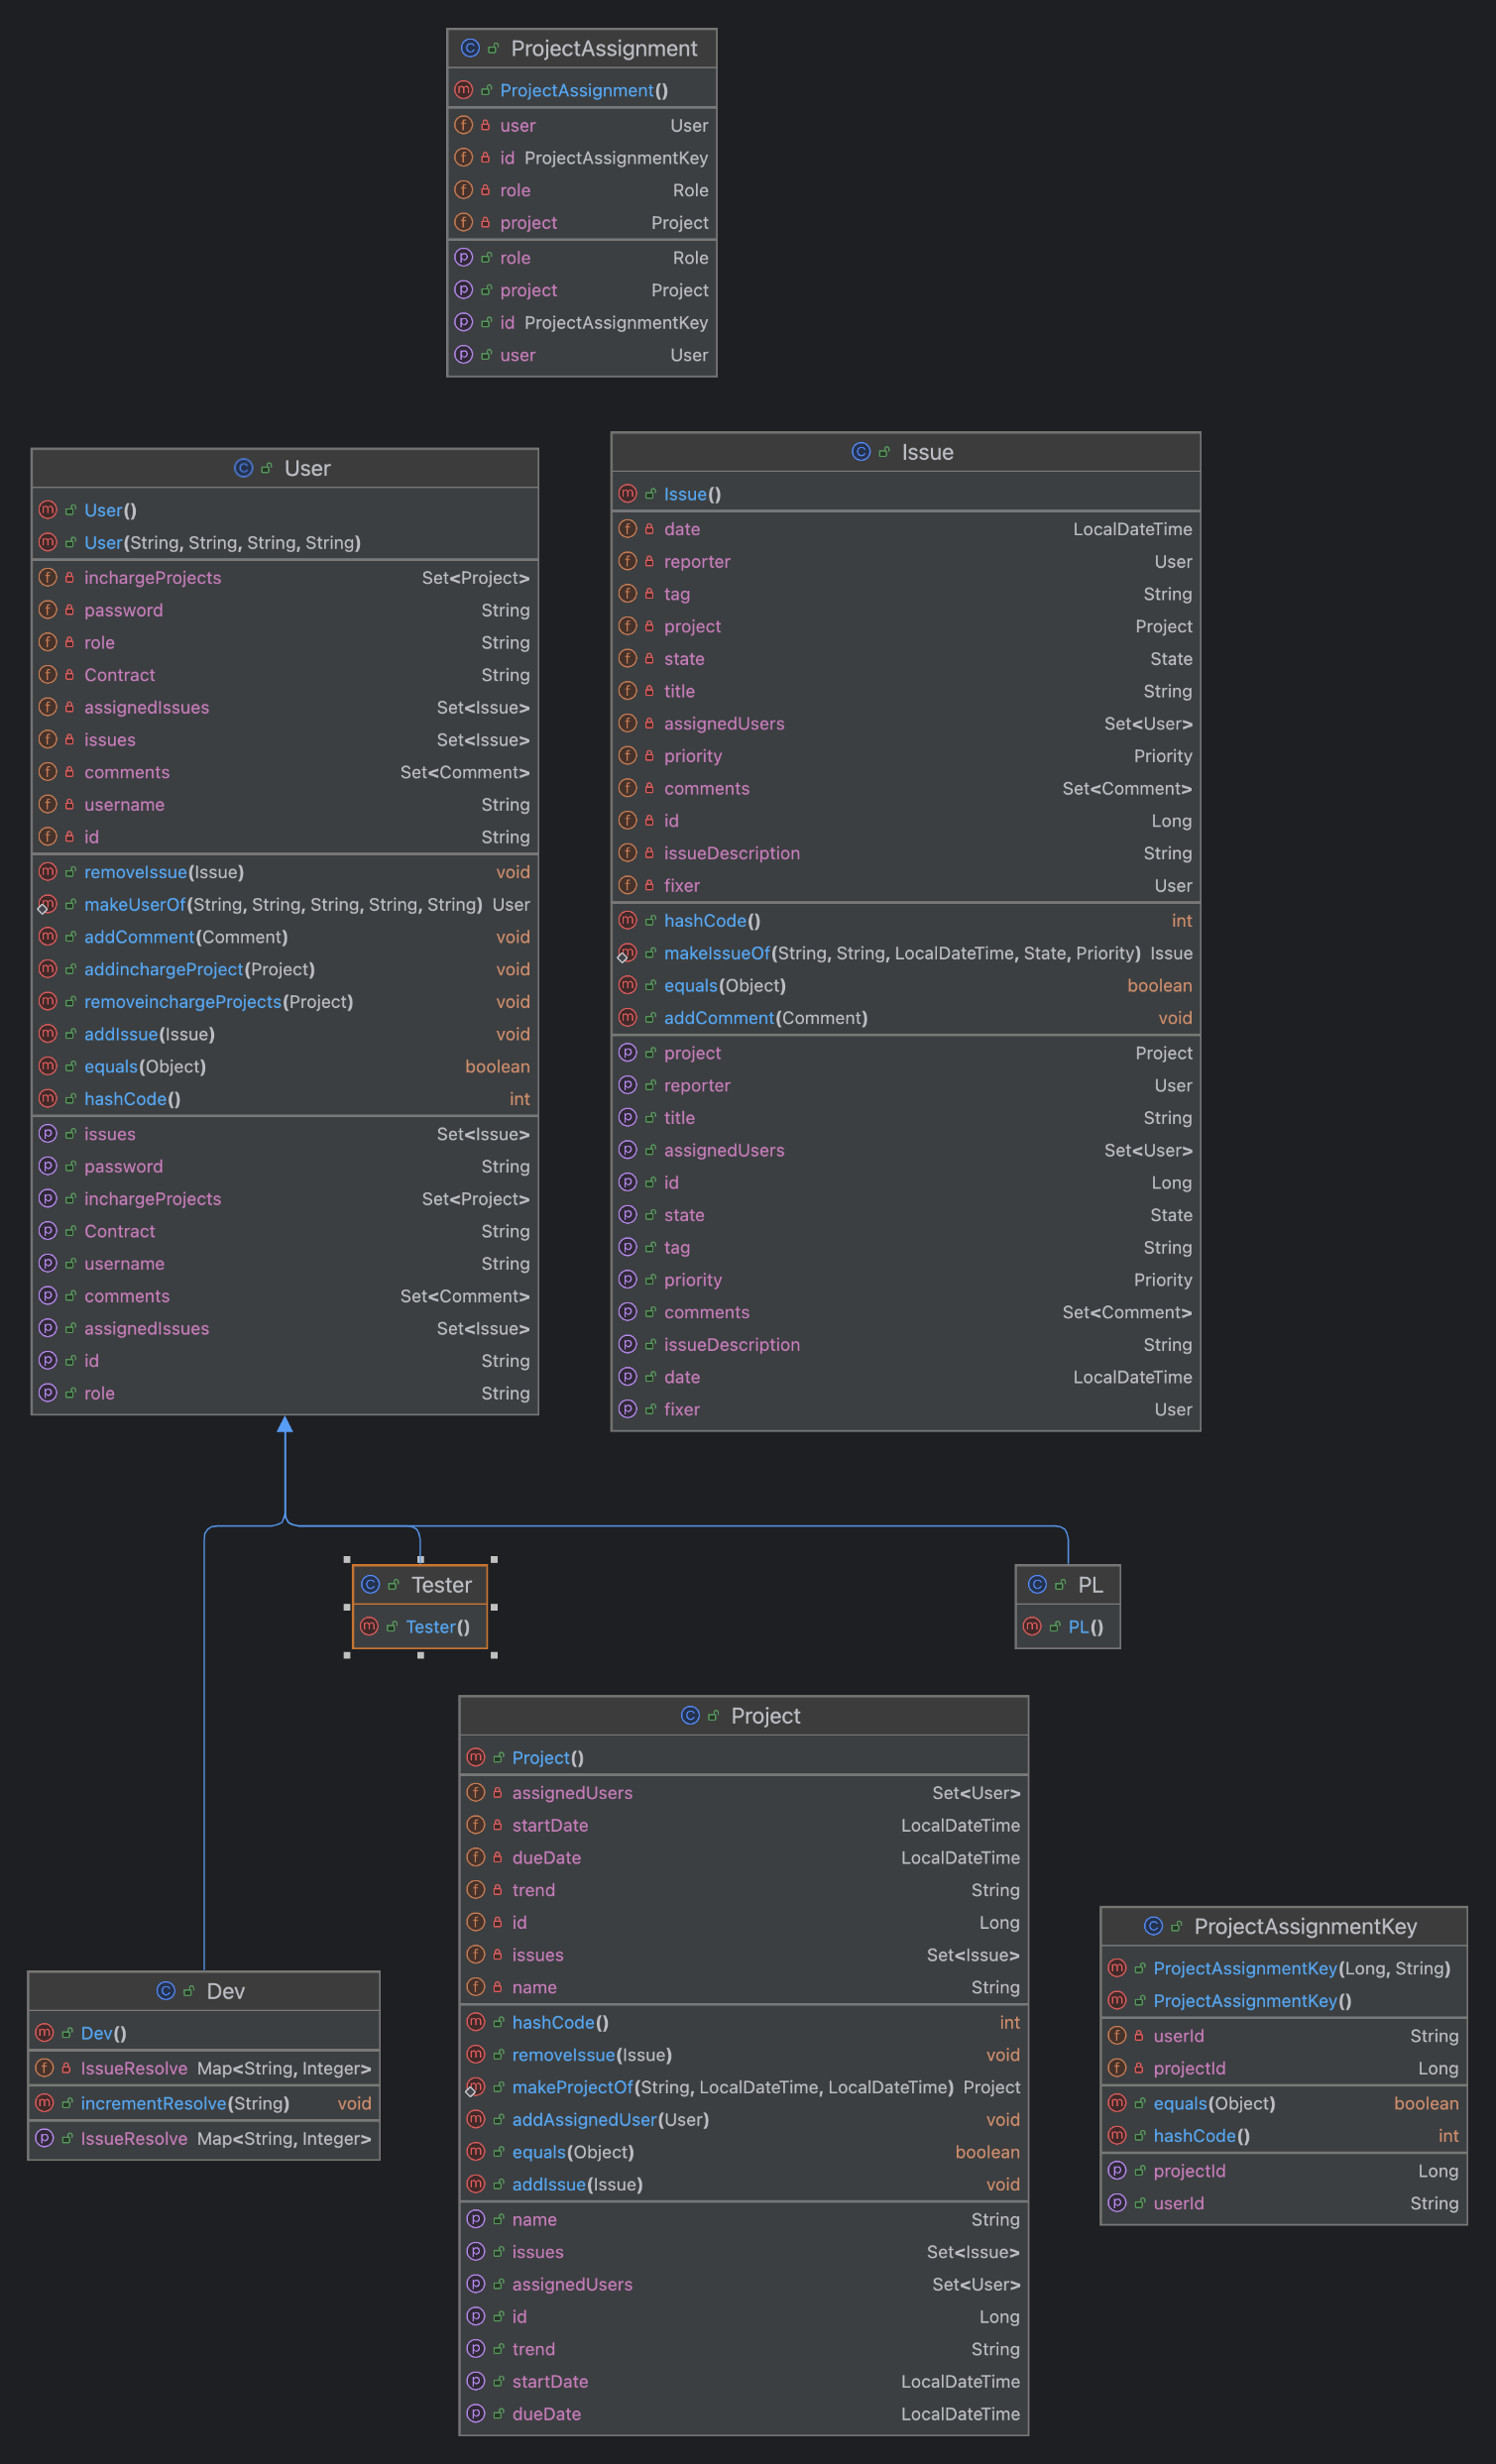 ProjectAssignment
ProjectAssignment()
user User
id ProjectAssignmentKey
role Role
project Project
role Role
project Project
id ProjectAssignmentKey
user User
User
User()
User(String, String, String, String)
inchargeProjects Set<Project>
password String
role String
Contract String
assignedIssues Set<Issue>
issues Set<Issue>
comments Set<Comment>
username String
id String
removeIssue(Issue) void
makeUserOf(String, String, String, String, String) User
addComment(Comment) void
addinchargeProject(Project) void
removeinchargeProjects(Project) void
addIssue(Issue) void
equals(Object) boolean
hashCode() int
issues Set<Issue>
password String
inchargeProjects Set<Project>
Contract String
username String
comments Set<Comment>
assignedIssues Set<Issue>
id String
role String
Issue
Issue()
date LocalDateTime
reporter User
tag String
project Project
state State
title String
assignedUsers Set<User>
priority Priority
comments Set<Comment>
id Long
issueDescription String
fixer User
hashCode() int
makeIssueOf(String, String, LocalDateTime, State, Priority) Issue
equals(Object) boolean
addComment(Comment) void
project Project
reporter User
title String
assignedUsers Set<User>
id Long
state State
tag String
priority Priority
comments Set<Comment>
issueDescription String
date LocalDateTime
fixer User
Tester
Tester()
PL
PL()
Project
Project()
assignedUsers Set<User>
startDate LocalDateTime
dueDate LocalDateTime
trend String
id Long
issues Set<Issue>
name String
hashCode() int
removeIssue(Issue) void
makeProjectOf(String, LocalDateTime, LocalDateTime) Project
addAssignedUser(User) void
equals(Object) boolean
addIssue(Issue) void
name String
issues Set<Issue>
assignedUsers Set<User>
id Long
trend String
startDate LocalDateTime
dueDate LocalDateTime
Dev
Dev()
IssueResolve Map<String, Integer>
incrementResolve(String) void
IssueResolve Map<String, Integer>
ProjectAssignmentKey
ProjectAssignmentKey(Long, String)
ProjectAssignmentKey()
userId String
projectId Long
equals(Object) boolean
hashCode() int
projectId Long
userId String